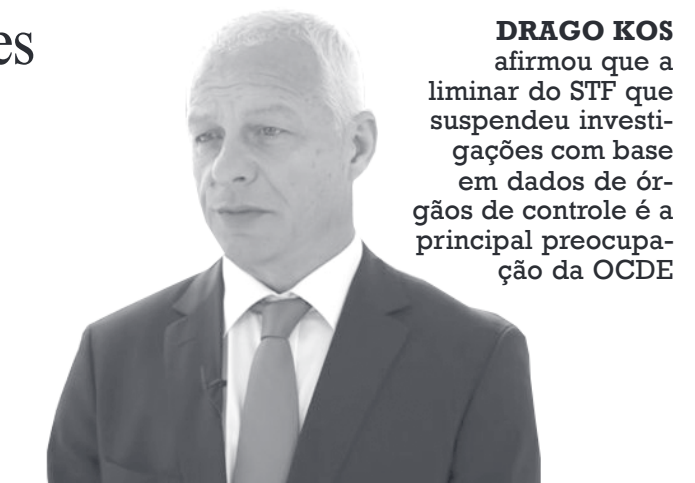 es
DRAGO KOS
afirmou que a
liminar do STF que
suspendeu investi-
gações com base
em dados de ór-
gãos de controle é a
principal preocupa-
ção da OCDE